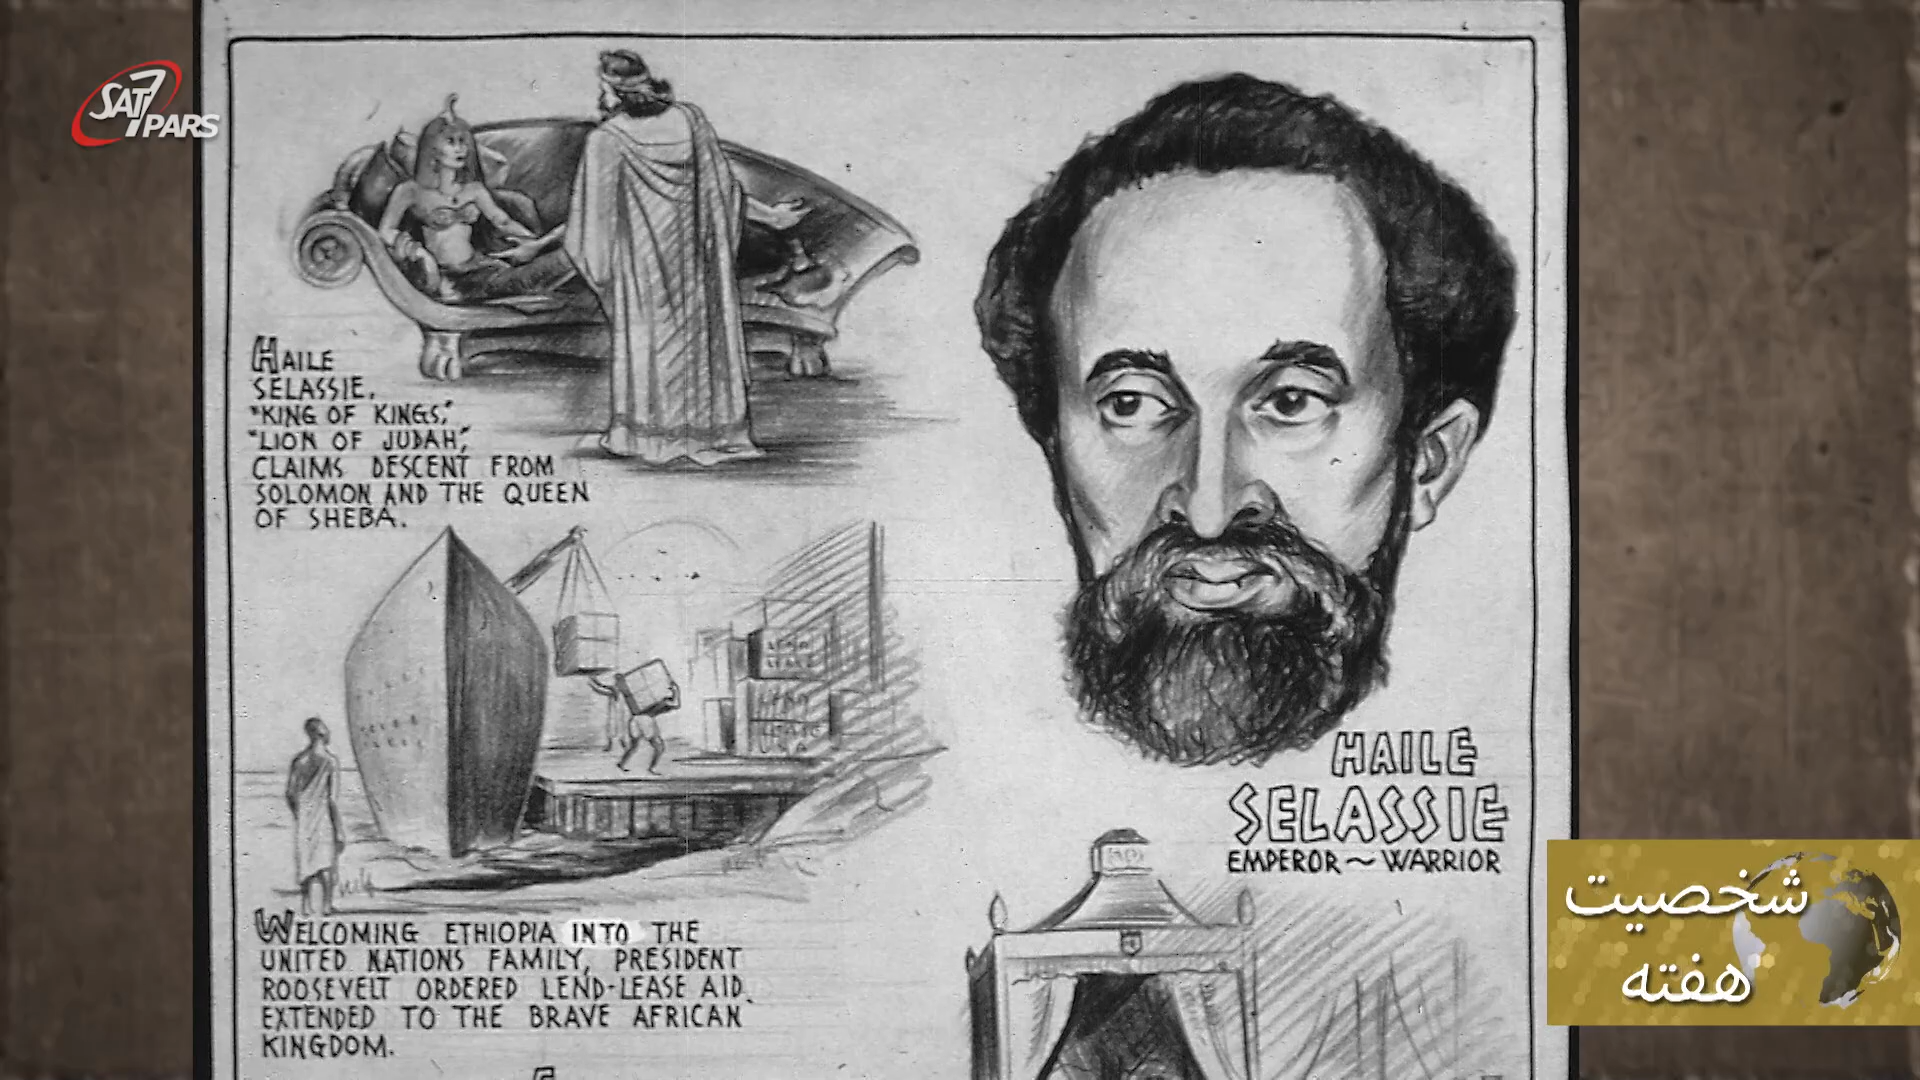 SAT7
PARS
HAILE
SELASSIE,
"KING OF KINGS,"
"LION OF JUDAH",
CLAIMS DESCENT FROM
SOLOMON AND THE QUEEN
OF SHEBA.
HAILE
SELASSIE
EMPEROR ~ WARRIOR
WELCOMING ETHIOPIA INTO THE
UNITED NATIONS FAMILY, PRESIDENT
ROOSEVELT ORDERED LEND-LEASE AID
EXTENDED TO THE BRAVE AFRICAN
KINGDOM.
شخصیت
هفته